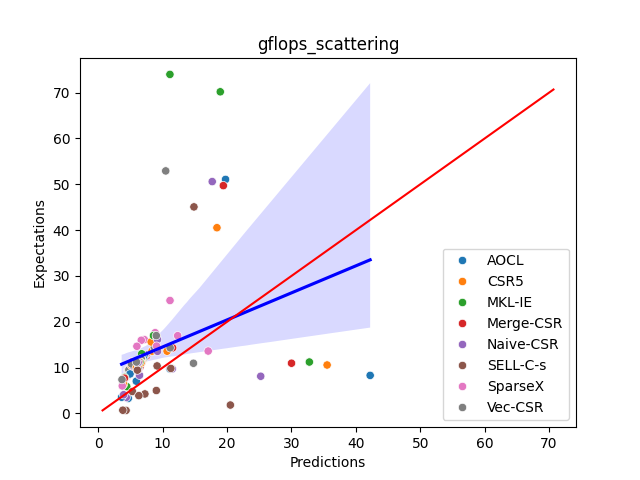 gflops_scattering
Expectations
70
60
50
40
30
20
10
0
0 10 20 30 40 50 60 70
Predictions
AOCL
CSR5
MKL-IE
Merge-CSR
Naive-CSR
SELL-C-s
SparseX
Vec-CSR